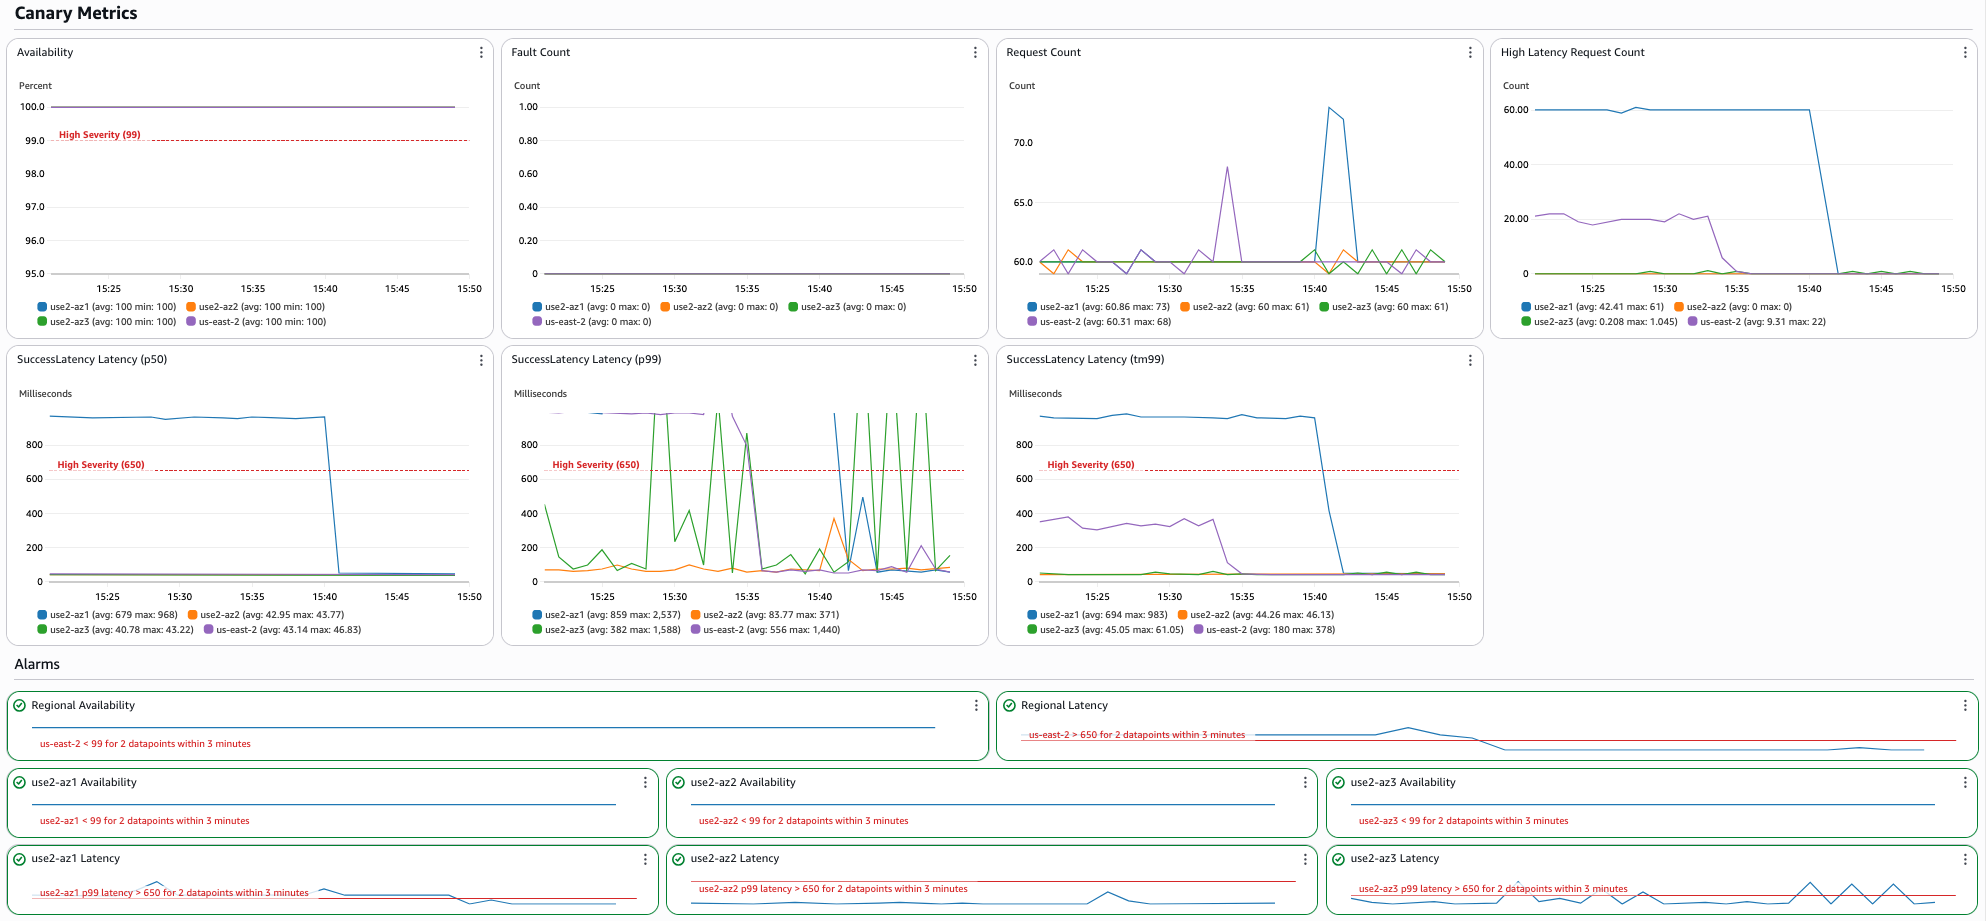 Canary Metrics
Availability
Percent
100.0
99.0
98.0
97.0
96.0
95.0
High Severity (99)
15:25 15:30 15:35 15:40 15:45 15:50
use2-az1 (avg: 100 min: 100) use2-az2 (avg: 100 min: 100)
use2-az3 (avg: 100 min: 100) us-east-2 (avg: 100 min: 100)
Fault Count
Count
1.00
0.80
0.60
0.40
0.20
0
15:25 15:30 15:35 15:40 15:45 15:50
use2-az1 (avg: 0 max: 0) use2-az2 (avg: 0 max: 0) use2-az3 (avg: 0 max: 0)
us-east-2 (avg: 0 max: 0)
Request Count
Count
70.0
65.0
60.0
15:25 15:30 15:35 15:40 15:45 15:50
use2-az1 (avg: 60.86 max: 73) use2-az2 (avg: 60 max: 61) use2-az3 (avg: 60 max: 61)
us-east-2 (avg: 60.31 max: 68)
High Latency Request Count
Count
60.00
40.00
20.00
0
15:25 15:30 15:35 15:40 15:45 15:50
use2-az1 (avg: 42.41 max: 61) use2-az2 (avg: 0 max: 0)
use2-az3 (avg: 0.208 max: 1.045) us-east-2 (avg: 9.31 max: 22)
SuccessLatency Latency (p50)
Milliseconds
800
600
400
200
0
High Severity (650)
15:25 15:30 15:35 15:40 15:45 15:50
use2-az1 (avg: 679 max: 968) use2-az2 (avg: 42.95 max: 43.77)
use2-az3 (avg: 40.78 max: 43.22) us-east-2 (avg: 43.14 max: 46.83)
SuccessLatency Latency (p99)
Milliseconds
800
600
400
200
0
High Severity (650)
15:25 15:30 15:35 15:40 15:45 15:50
use2-az1 (avg: 859 max: 2,537) use2-az2 (avg: 83.77 max: 371)
use2-az3 (avg: 382 max: 1,588) us-east-2 (avg: 556 max: 1,440)
SuccessLatency Latency (tm99)
Milliseconds
800
600
400
200
0
High Severity (650)
15:25 15:30 15:35 15:40 15:45 15:50
use2-az1 (avg: 694 max: 983) use2-az2 (avg: 44.26 max: 46.13)
use2-az3 (avg: 45.05 max: 61.05) us-east-2 (avg: 180 max: 378)
Alarms
Regional Availability
us-east-2 < 99 for 2 datapoints within 3 minutes
Regional Latency
us-east-2 > 650 for 2 datapoints within 3 minutes
use2-az1 Availability
use2-az1 < 99 for 2 datapoints within 3 minutes
use2-az2 Availability
use2-az2 < 99 for 2 datapoints within 3 minutes
use2-az3 Availability
use2-az3 < 99 for 2 datapoints within 3 minutes
use2-az1 Latency
use2-az1 p99 latency > 650 for 2 datapoints within 3 minutes
use2-az2 Latency
use2-az2 p99 latency > 650 for 2 datapoints within 3 minutes
use2-az3 Latency
use2-az3 p99 latency > 650 for 2 datapoints within 3 minutes